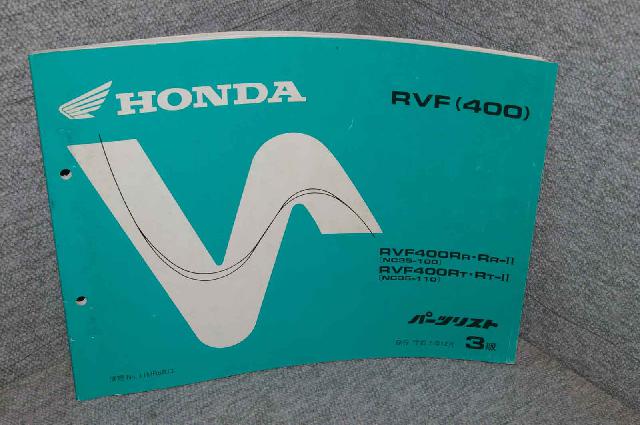 HONDA
RVF(400)
RVF400RR・RR-II
(NC35-100)
RVF400RT・RT-II
(NC35-110)
パーツリスト
3版